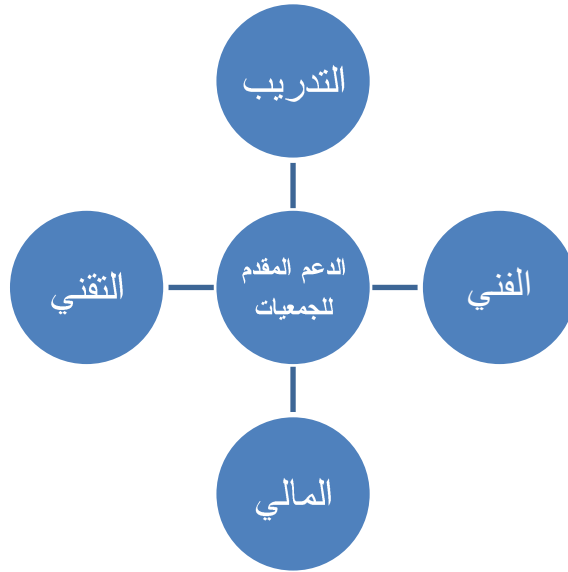 التدريب
الفني
الدعم المقدم
للجمعيات
التقني
المالي